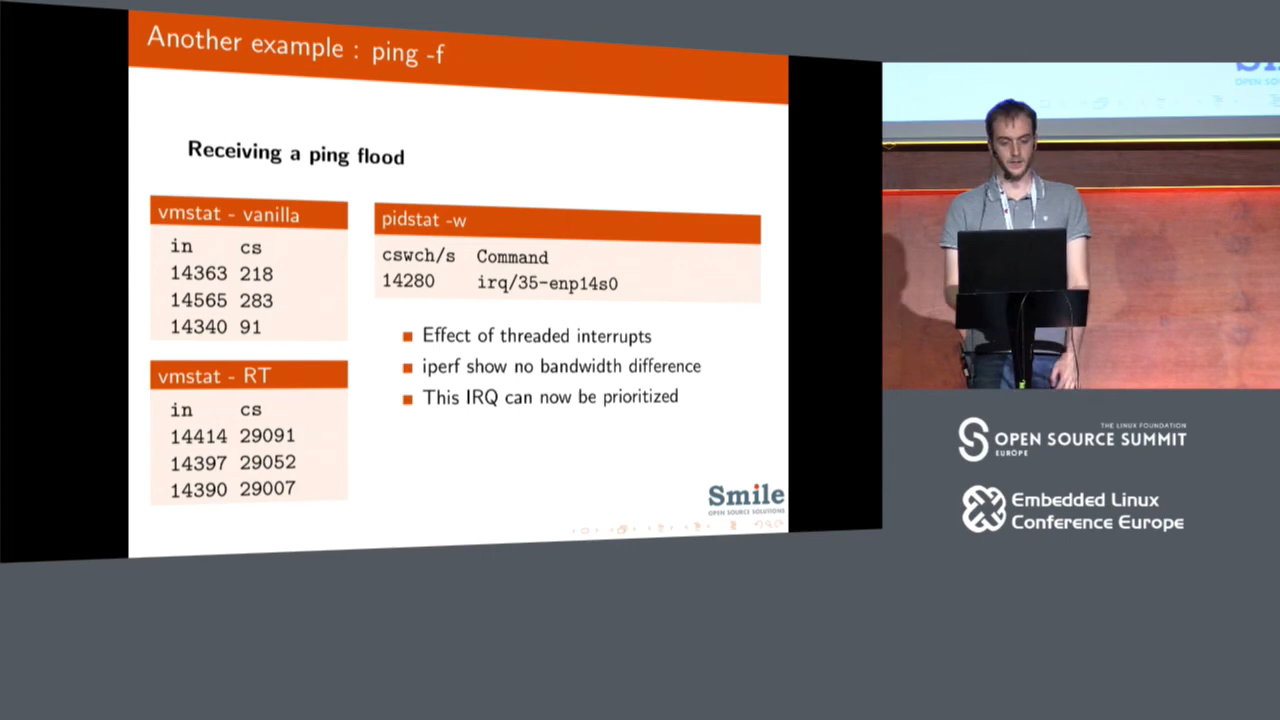 Another example : ping -f
Receiving a ping flood
vmstat - vanilla
in cs
14363 218
14565 283
14340 91
vmstat - RT
in cs
14414 29091
14397 29052
14390 29007
pidstat -w
cswch/s Command
14280 irq/35-enp14s0
Effect of threaded interrupts
iperf show no bandwidth difference
This IRQ can now be prioritized
Smile
OPEN SOURCE SOLUTIONS
THE LINUX FOUNDATION
OPEN SOURCE SUMMIT
EUROPE
Embedded Linux
Conference Europe